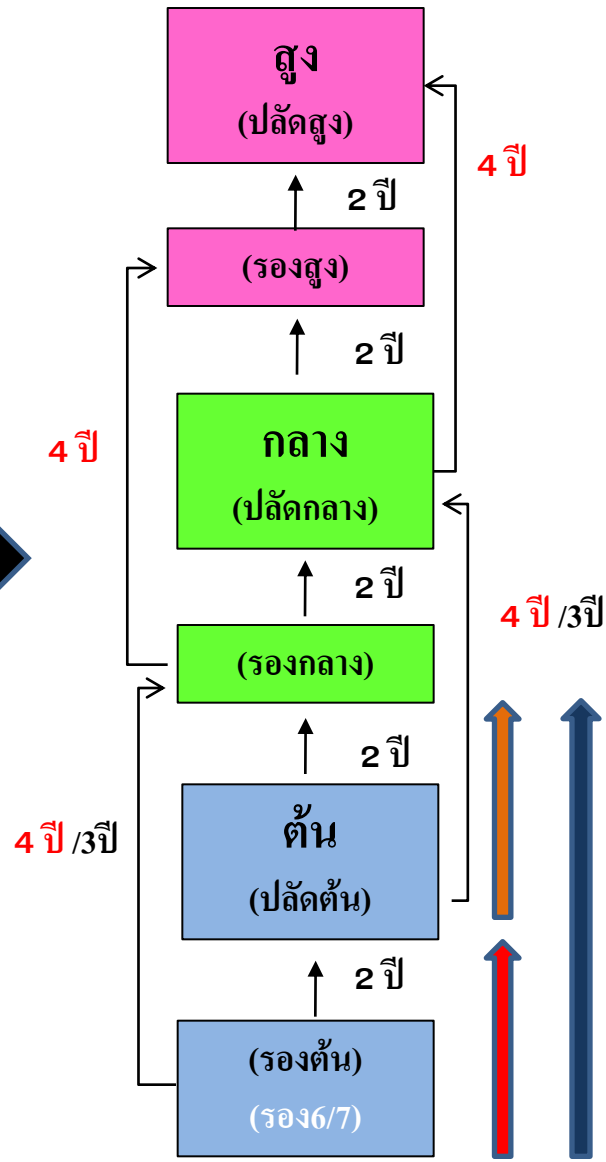 สูง
(ปลัดสูง)
4 ปี
2 ปี
(รองสูง)
2 ปี
4 ปี
กลาง
(ปลัดกลาง)
2 ปี
4 ปี /3ปี
(รองกลาง)
2 ปี
4 ปี /3ปี
ต้น
(ปลัดต้น)
2 ปี
(รองต้น)
(รอง6/7)